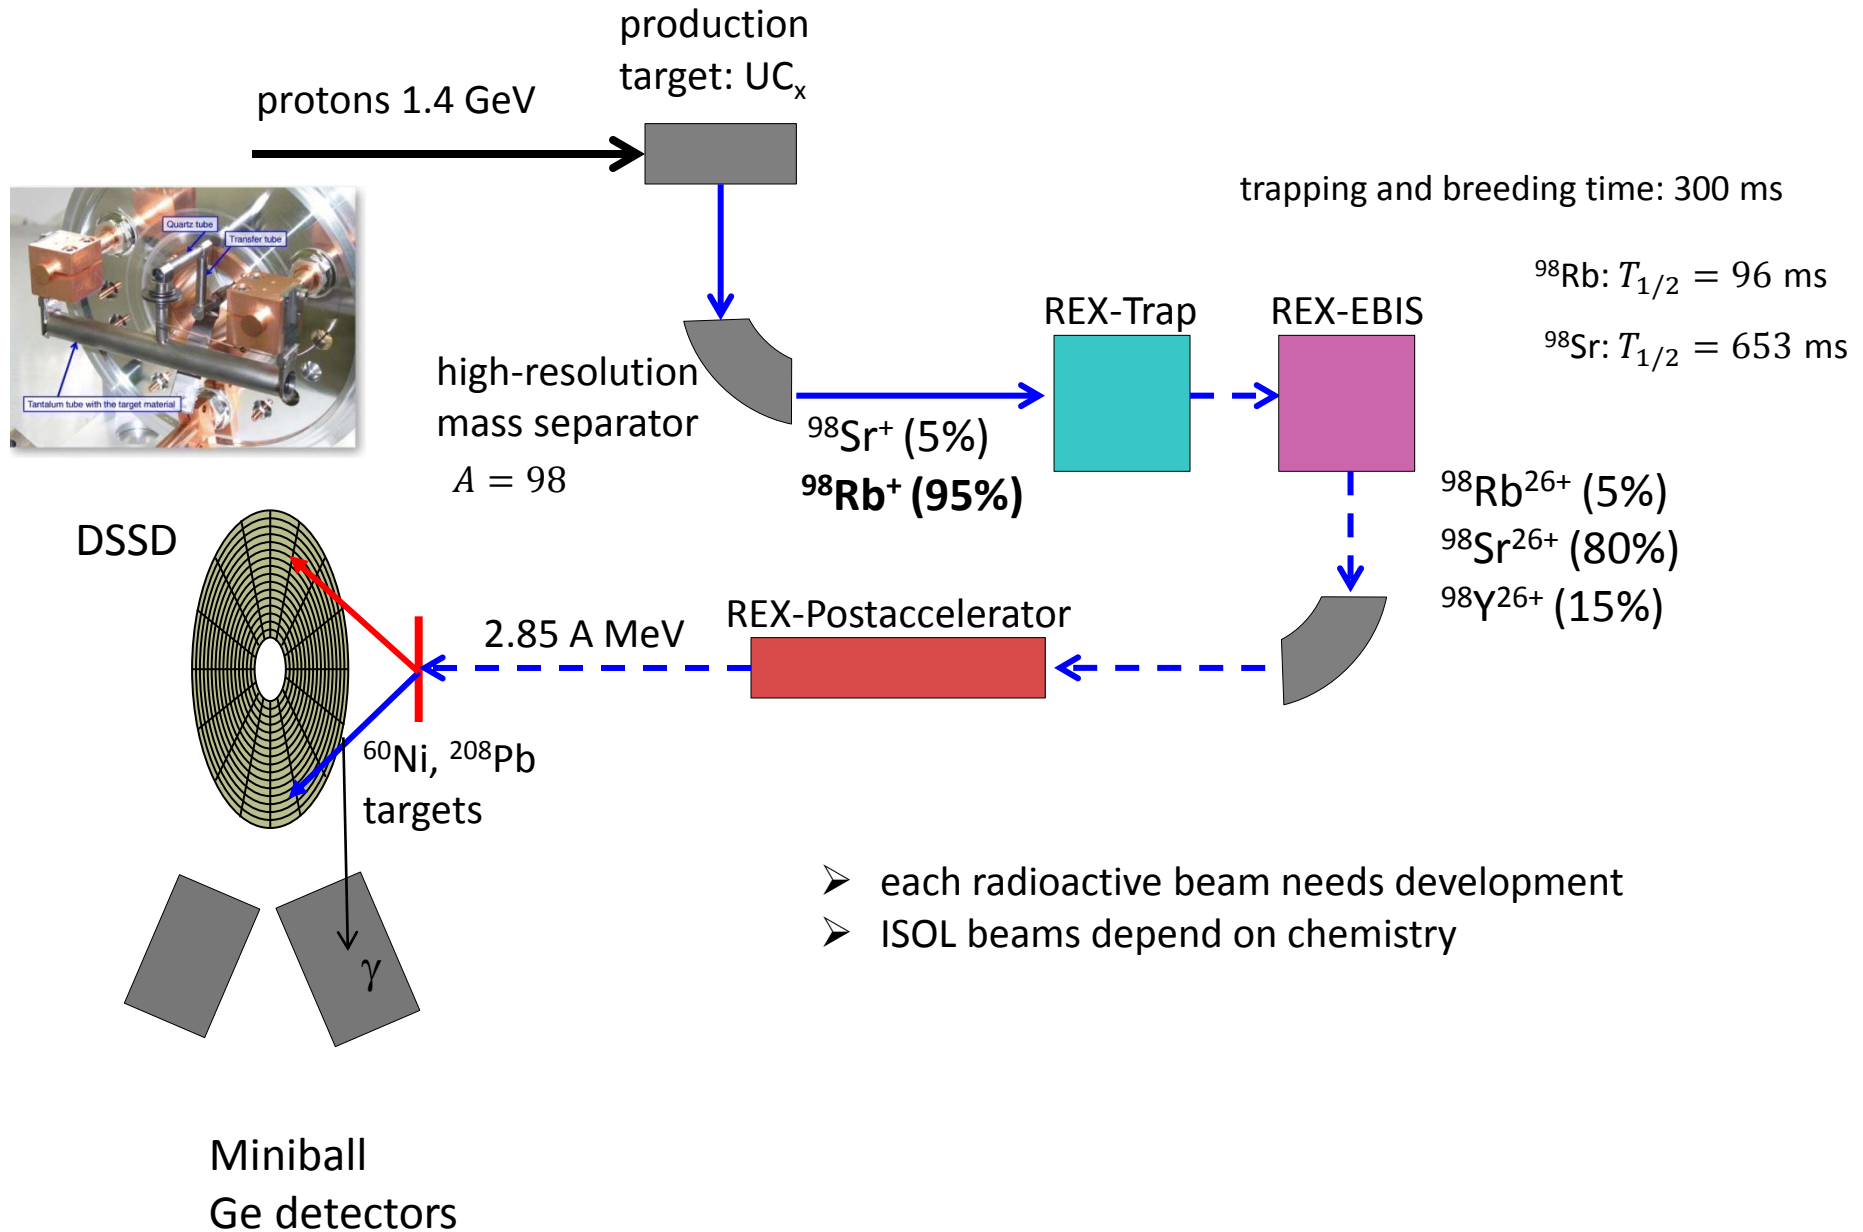 production
target: UCₓ
protons 1.4 GeV
Quartz tube
Transfer tube
Tantalum tube with the target material
trapping and breeding time: 300 ms
⁹⁸Rb: T₁/₂ = 96 ms
⁹⁸Sr: T₁/₂ = 653 ms
REX-Trap
REX-EBIS
high-resolution
mass separator
A = 98
⁹⁸Sr⁺ (5%)
⁹⁸Rb⁺ (95%)
⁹⁸Rb²⁶⁺ (5%)
⁹⁸Sr²⁶⁺ (80%)
⁹⁸Y²⁶⁺ (15%)
DSSD
REX-Postaccelerator
2.85 A MeV
⁶⁰Ni, ²⁰⁸Pb
targets
γ
➢ each radioactive beam needs development
➢ ISOL beams depend on chemistry
Miniball
Ge detectors